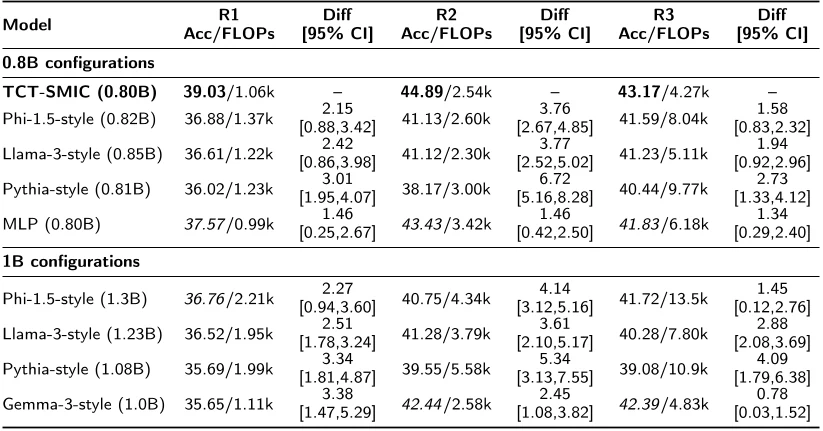 Model R1 Acc/FLOPs Diff [95% CI] R2 Acc/FLOPs Diff [95% CI] R3 Acc/FLOPs Diff [95% CI]
0.8B configurations
TCT-SMIC (0.80B) 39.03/1.06k – 44.89/2.54k – 43.17/4.27k –
Phi-1.5-style (0.82B) 36.88/1.37k 2.15 [0.88,3.42] 41.13/2.60k 3.76 [2.67,4.85] 41.59/8.04k 1.58 [0.83,2.32]
Llama-3-style (0.85B) 36.61/1.22k 2.42 [0.86,3.98] 41.12/2.30k 3.77 [2.52,5.02] 41.23/5.11k 1.94 [0.92,2.96]
Pythia-style (0.81B) 36.02/1.23k 3.01 [1.95,4.07] 38.17/3.00k 6.72 [5.16,8.28] 40.44/9.77k 2.73 [1.33,4.12]
MLP (0.80B) 37.57/0.99k 1.46 [0.25,2.67] 43.43/3.42k 1.46 [0.42,2.50] 41.83/6.18k 1.34 [0.29,2.40]
1B configurations
Phi-1.5-style (1.3B) 36.76/2.21k 2.27 [0.94,3.60] 40.75/4.34k 4.14 [3.12,5.16] 41.72/13.5k 1.45 [0.12,2.76]
Llama-3-style (1.23B) 36.52/1.95k 2.51 [1.78,3.24] 41.28/3.79k 3.61 [2.10,5.17] 40.28/7.80k 2.88 [2.08,3.69]
Pythia-style (1.08B) 35.69/1.99k 3.34 [1.81,4.87] 39.55/5.58k 5.34 [3.13,7.55] 39.08/10.9k 4.09 [1.79,6.38]
Gemma-3-style (1.0B) 35.65/1.11k 3.38 [1.47,5.29] 42.44/2.58k 2.45 [1.08,3.82] 42.39/4.83k 0.78 [0.03,1.52]